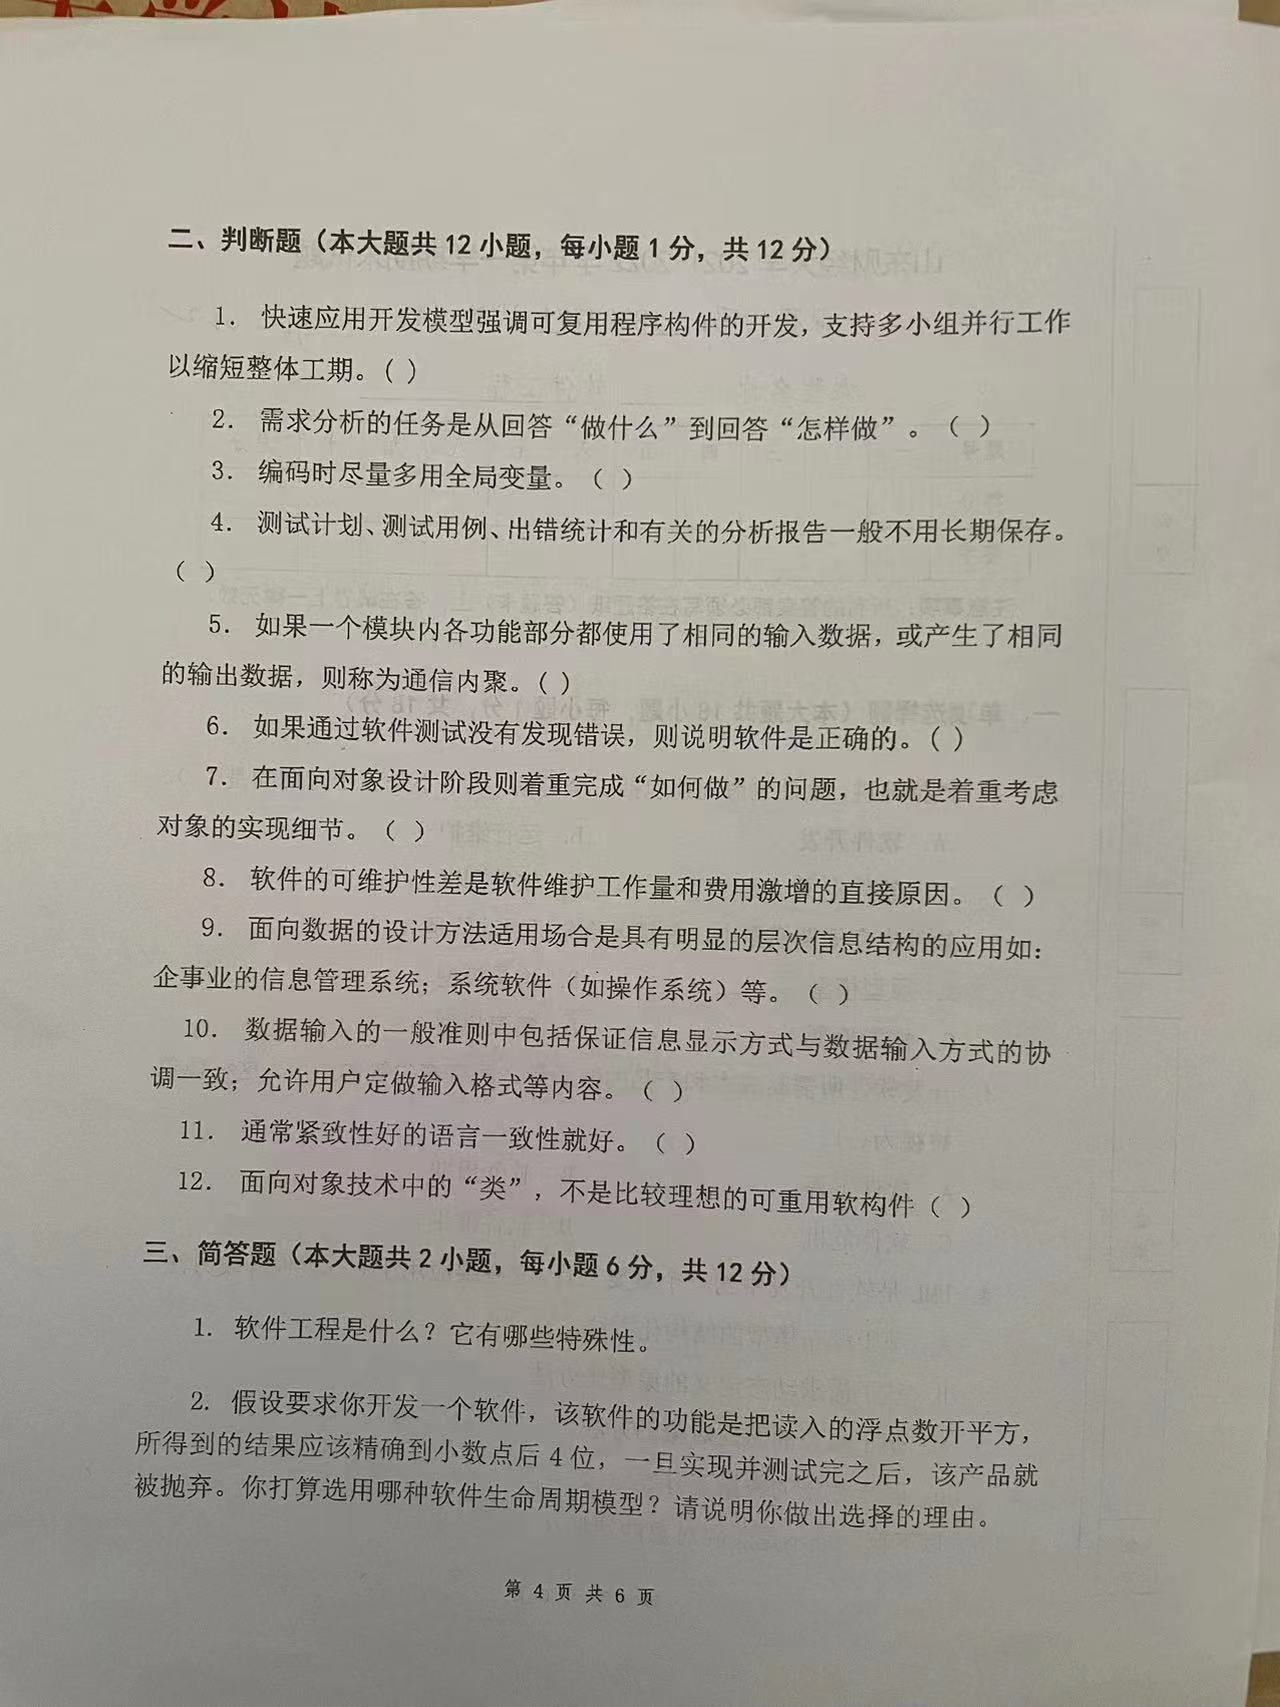 二、判断题（本大题共 12 小题，每小题 1 分，共 12 分）
1. 快速应用开发模型强调可复用程序构件的开发，支持多小组并行工作
以缩短整体工期。( )
2. 需求分析的任务是从回答“做什么”到回答“怎样做”。（ ）
3. 编码时尽量多用全局变量。（ ）
4. 测试计划、测试用例、出错统计和有关的分析报告一般不用长期保存。
（ ）
5. 如果一个模块内各功能部分都使用了相同的输入数据，或产生了相同
的输出数据，则称为通信内聚。( )
6. 如果通过软件测试没有发现错误，则说明软件是正确的。( )
7. 在面向对象设计阶段则着重完成“如何做”的问题，也就是着重考虑
对象的实现细节。（ ）
8. 软件的可维护性差是软件维护工作量和费用激增的直接原因。（ ）
9. 面向数据的设计方法适用场合是具有明显的层次信息结构的应用如：
企事业的信息管理系统；系统软件（如操作系统）等。（ ）
10. 数据输入的一般准则中包括保证信息显示方式与数据输入方式的协
调一致；允许用户定做输入格式等内容。（ ）
11. 通常紧致性好的语言一致性就好。（ ）
12. 面向对象技术中的“类”，不是比较理想的可重用软构件（ ）
三、简答题（本大题共 2 小题，每小题 6 分，共 12 分）
1. 软件工程是什么？它有哪些特殊性。
2. 假设要求你开发一个软件，该软件的功能是把读入的浮点数开平方，
所得到的结果应该精确到小数点后 4 位，一旦实现并测试完之后，该产品就
被抛弃。你打算选用哪种软件生命周期模型？请说明你做出选择的理由。
第 4 页 共 6 页